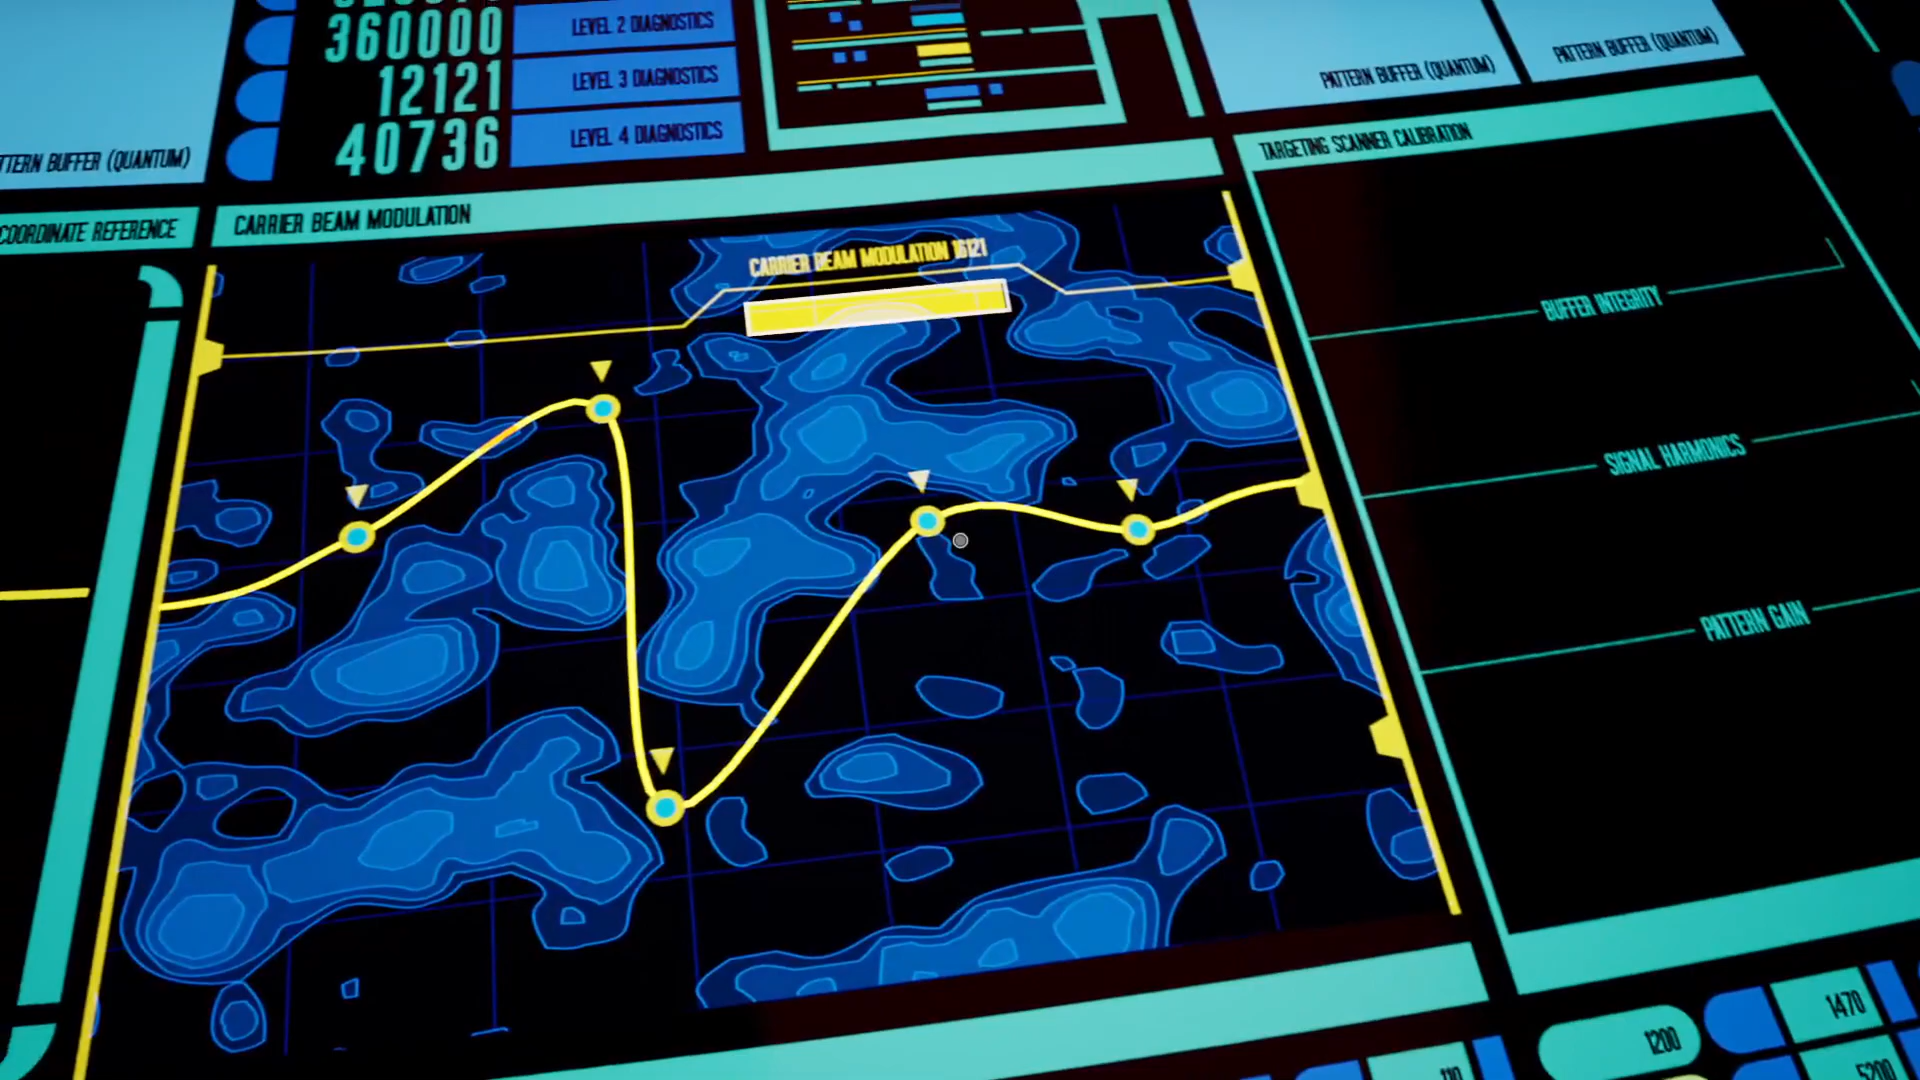 360000
12121
40736
LEVEL 2 DIAGNOSTICS
LEVEL 3 DIAGNOSTICS
LEVEL 4 DIAGNOSTICS
PATTERN BUFFER (QUANTUM)
PATTERN BUFFER (QUANTUM)
BUFFER (QUANTUM)
COORDINATE REFERENCE
CARRIER BEAM MODULATION
CARRIER BEAM MODULATION 16121
TARGETING SCANNER CALIBRATION
BUFFER INTEGRITY
SIGNAL HARMONICS
PATTERN GAIN
1470
1200
5200